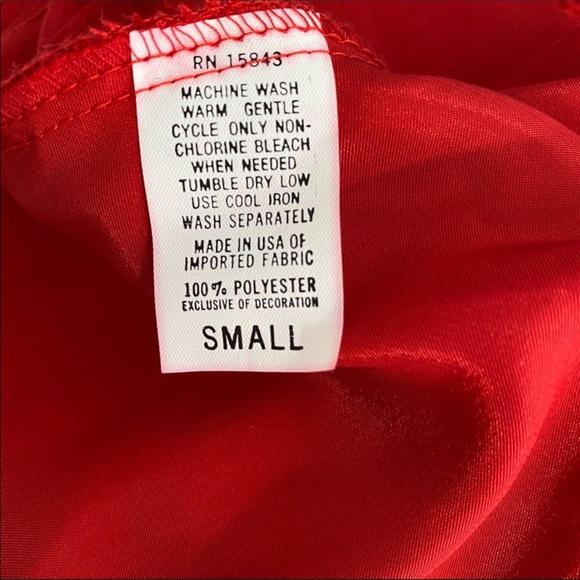 RN 15843
MACHINE WASH
WARM GENTLE
CYCLE ONLY NON-
CHLORINE BLEACH
WHEN NEEDED
TUMBLE DRY LOW
USE COOL IRON
WASH SEPARATELY
MADE IN USA OF
IMPORTED FABRIC
100% POLYESTER
EXCLUSIVE OF DECORATION
SMALL